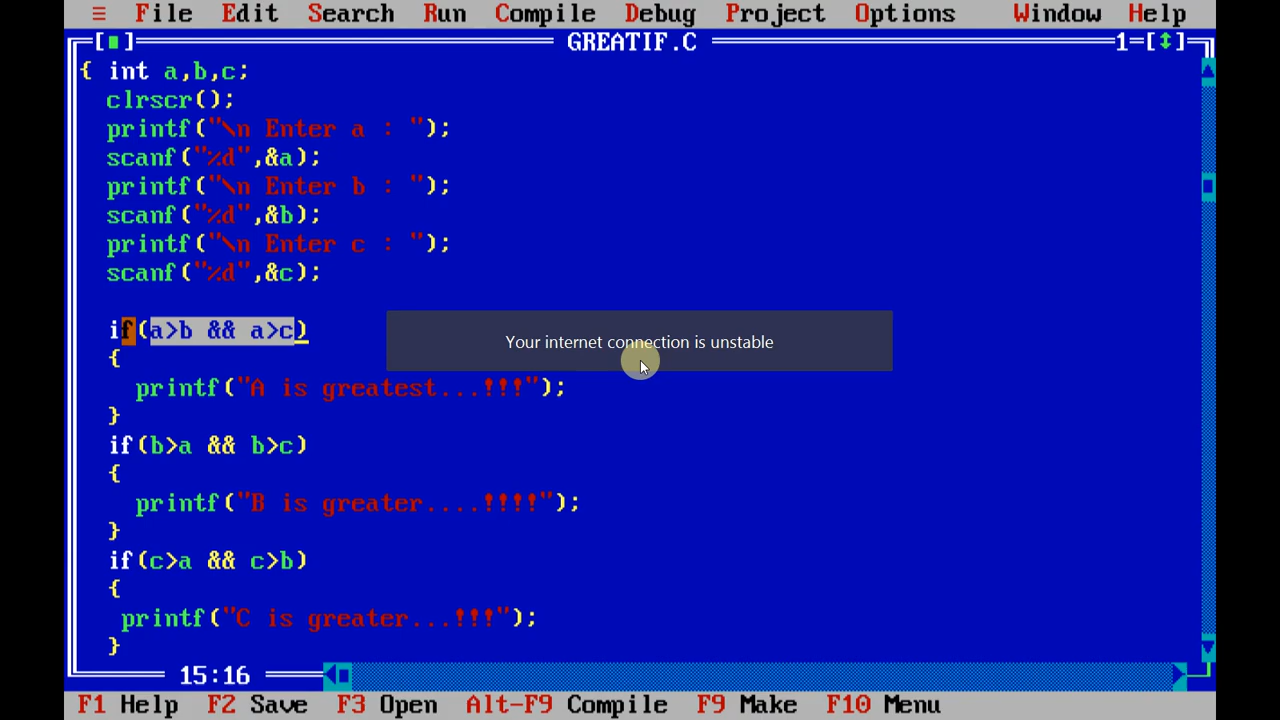 ≡ File Edit Search Run Compile Debug Project Options Window Help
[■] GREATIF.C 1=[↕]
{ int a,b,c;
clrscr();
printf("\n Enter a : ");
scanf("%d",&a);
printf("\n Enter b : ");
scanf("%d",&b);
printf("\n Enter c : ");
scanf("%d",&c);
if(a>b && a>c)
Your internet connection is unstable
{
printf("A is greatest...!!!");
}
if(b>a && b>c)
{
printf("B is greater....!!!!");
}
if(c>a && c>b)
{
printf("C is greater...!!!");
}
15:16
F1 Help F2 Save F3 Open Alt-F9 Compile F9 Make F10 Menu